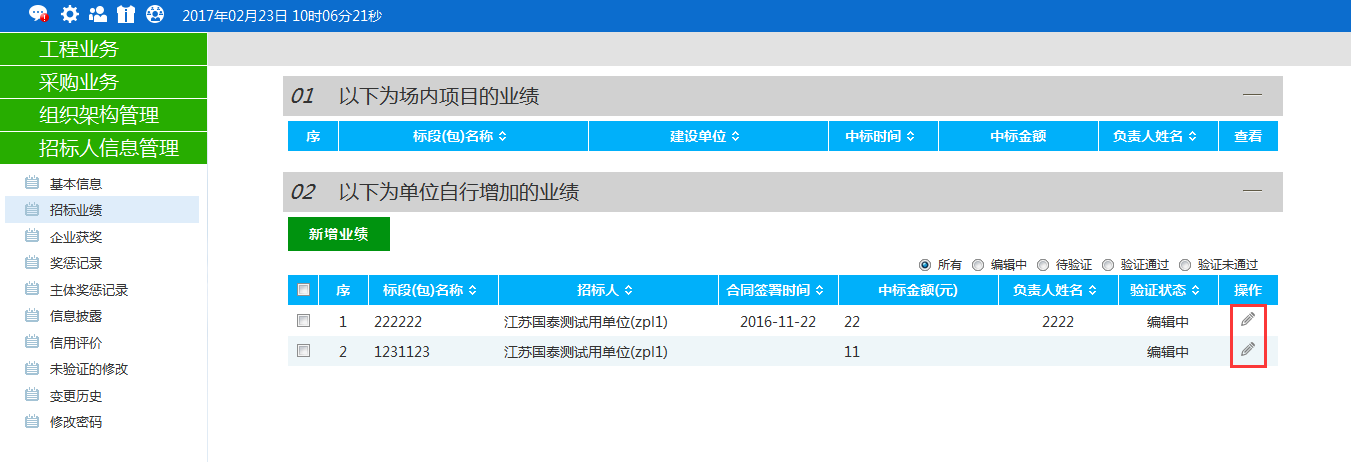 2017年02月23日 10时06分21秒
工程业务
采购业务
组织架构管理
招标人信息管理
基本信息
招标业绩
企业获奖
奖惩记录
主体奖惩记录
信息披露
信用评价
未验证的修改
变更历史
修改密码
01 以下为场内项目的业绩
序 标段(包)名称 建设单位 中标时间 中标金额 负责人姓名 查看
02 以下为单位自行增加的业绩
新增业绩
所有 编辑中 待验证 验证通过 验证未通过
序 标段(包)名称 招标人 合同签署时间 中标金额(元) 负责人姓名 验证状态 操作
1 222222 江苏国泰测试用单位(zpl1) 2016-11-22 22 2222 编辑中
2 1231123 江苏国泰测试用单位(zpl1) 11 编辑中